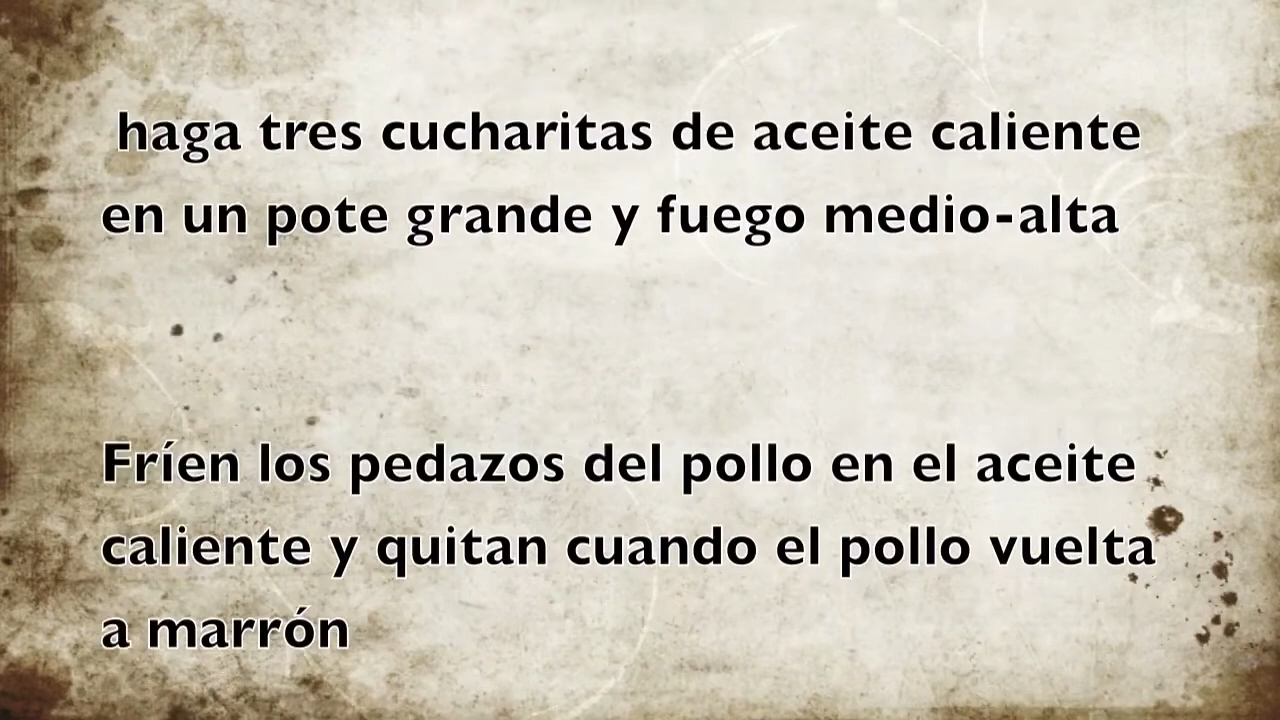 haga tres cucharitas de aceite caliente
en un pote grande y fuego medio-alta
Fríen los pedazos del pollo en el aceite
caliente y quitan cuando el pollo vuelta
a marrón